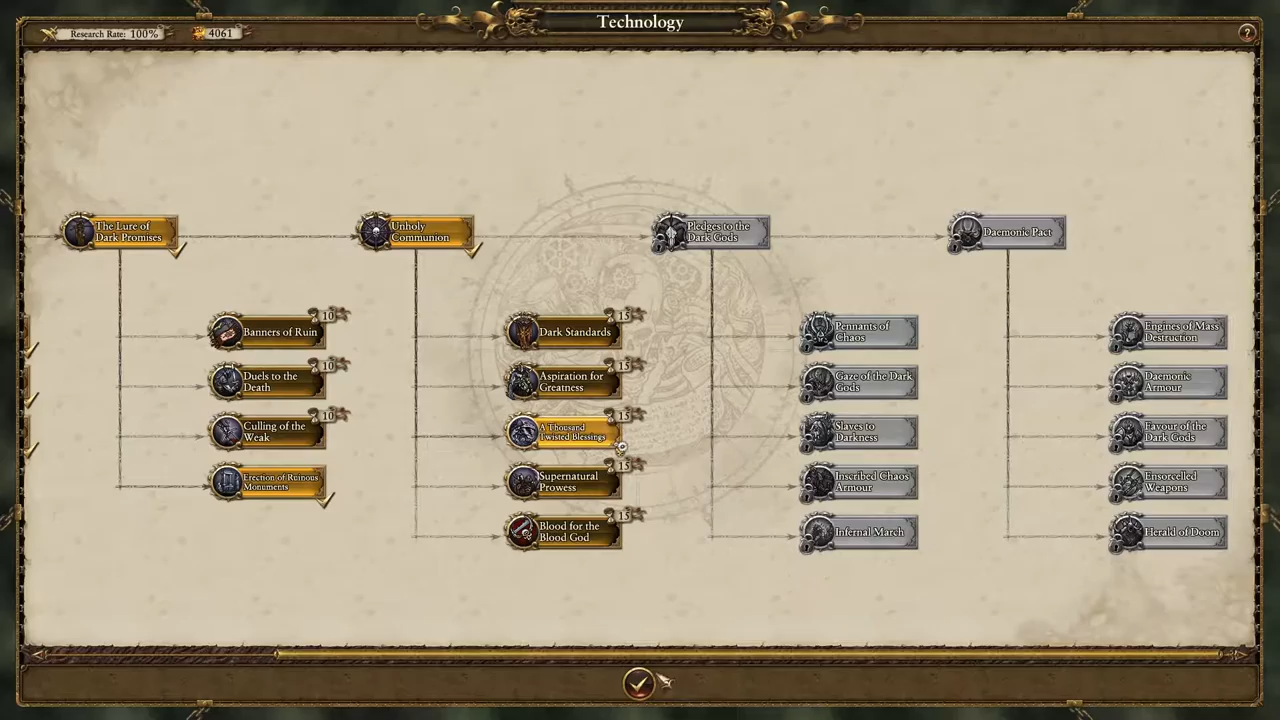 Technology
Research Rate: 100%
4061
?
The Lure of
Dark Promises
Unholy
Communion
Pledges to the
Dark Gods
Daemonic Pact
Banners of Ruin
10
Duels to the
Death
10
Culling of the
Weak
10
Erection of Ruinous
Monuments
Dark Standards
15
Aspiration for
Greatness
15
A Thousand
Twisted Blessings
15
Supernatural
Prowess
15
Blood for the
Blood God
15
Pennants of
Chaos
Gaze of the Dark
Gods
Slaves to
Darkness
Inscribed Chaos
Armour
Infernal March
Engines of Mass
Destruction
Daemonic
Armour
Favour of the
Dark Gods
Ensorcelled
Weapons
Herald of Doom